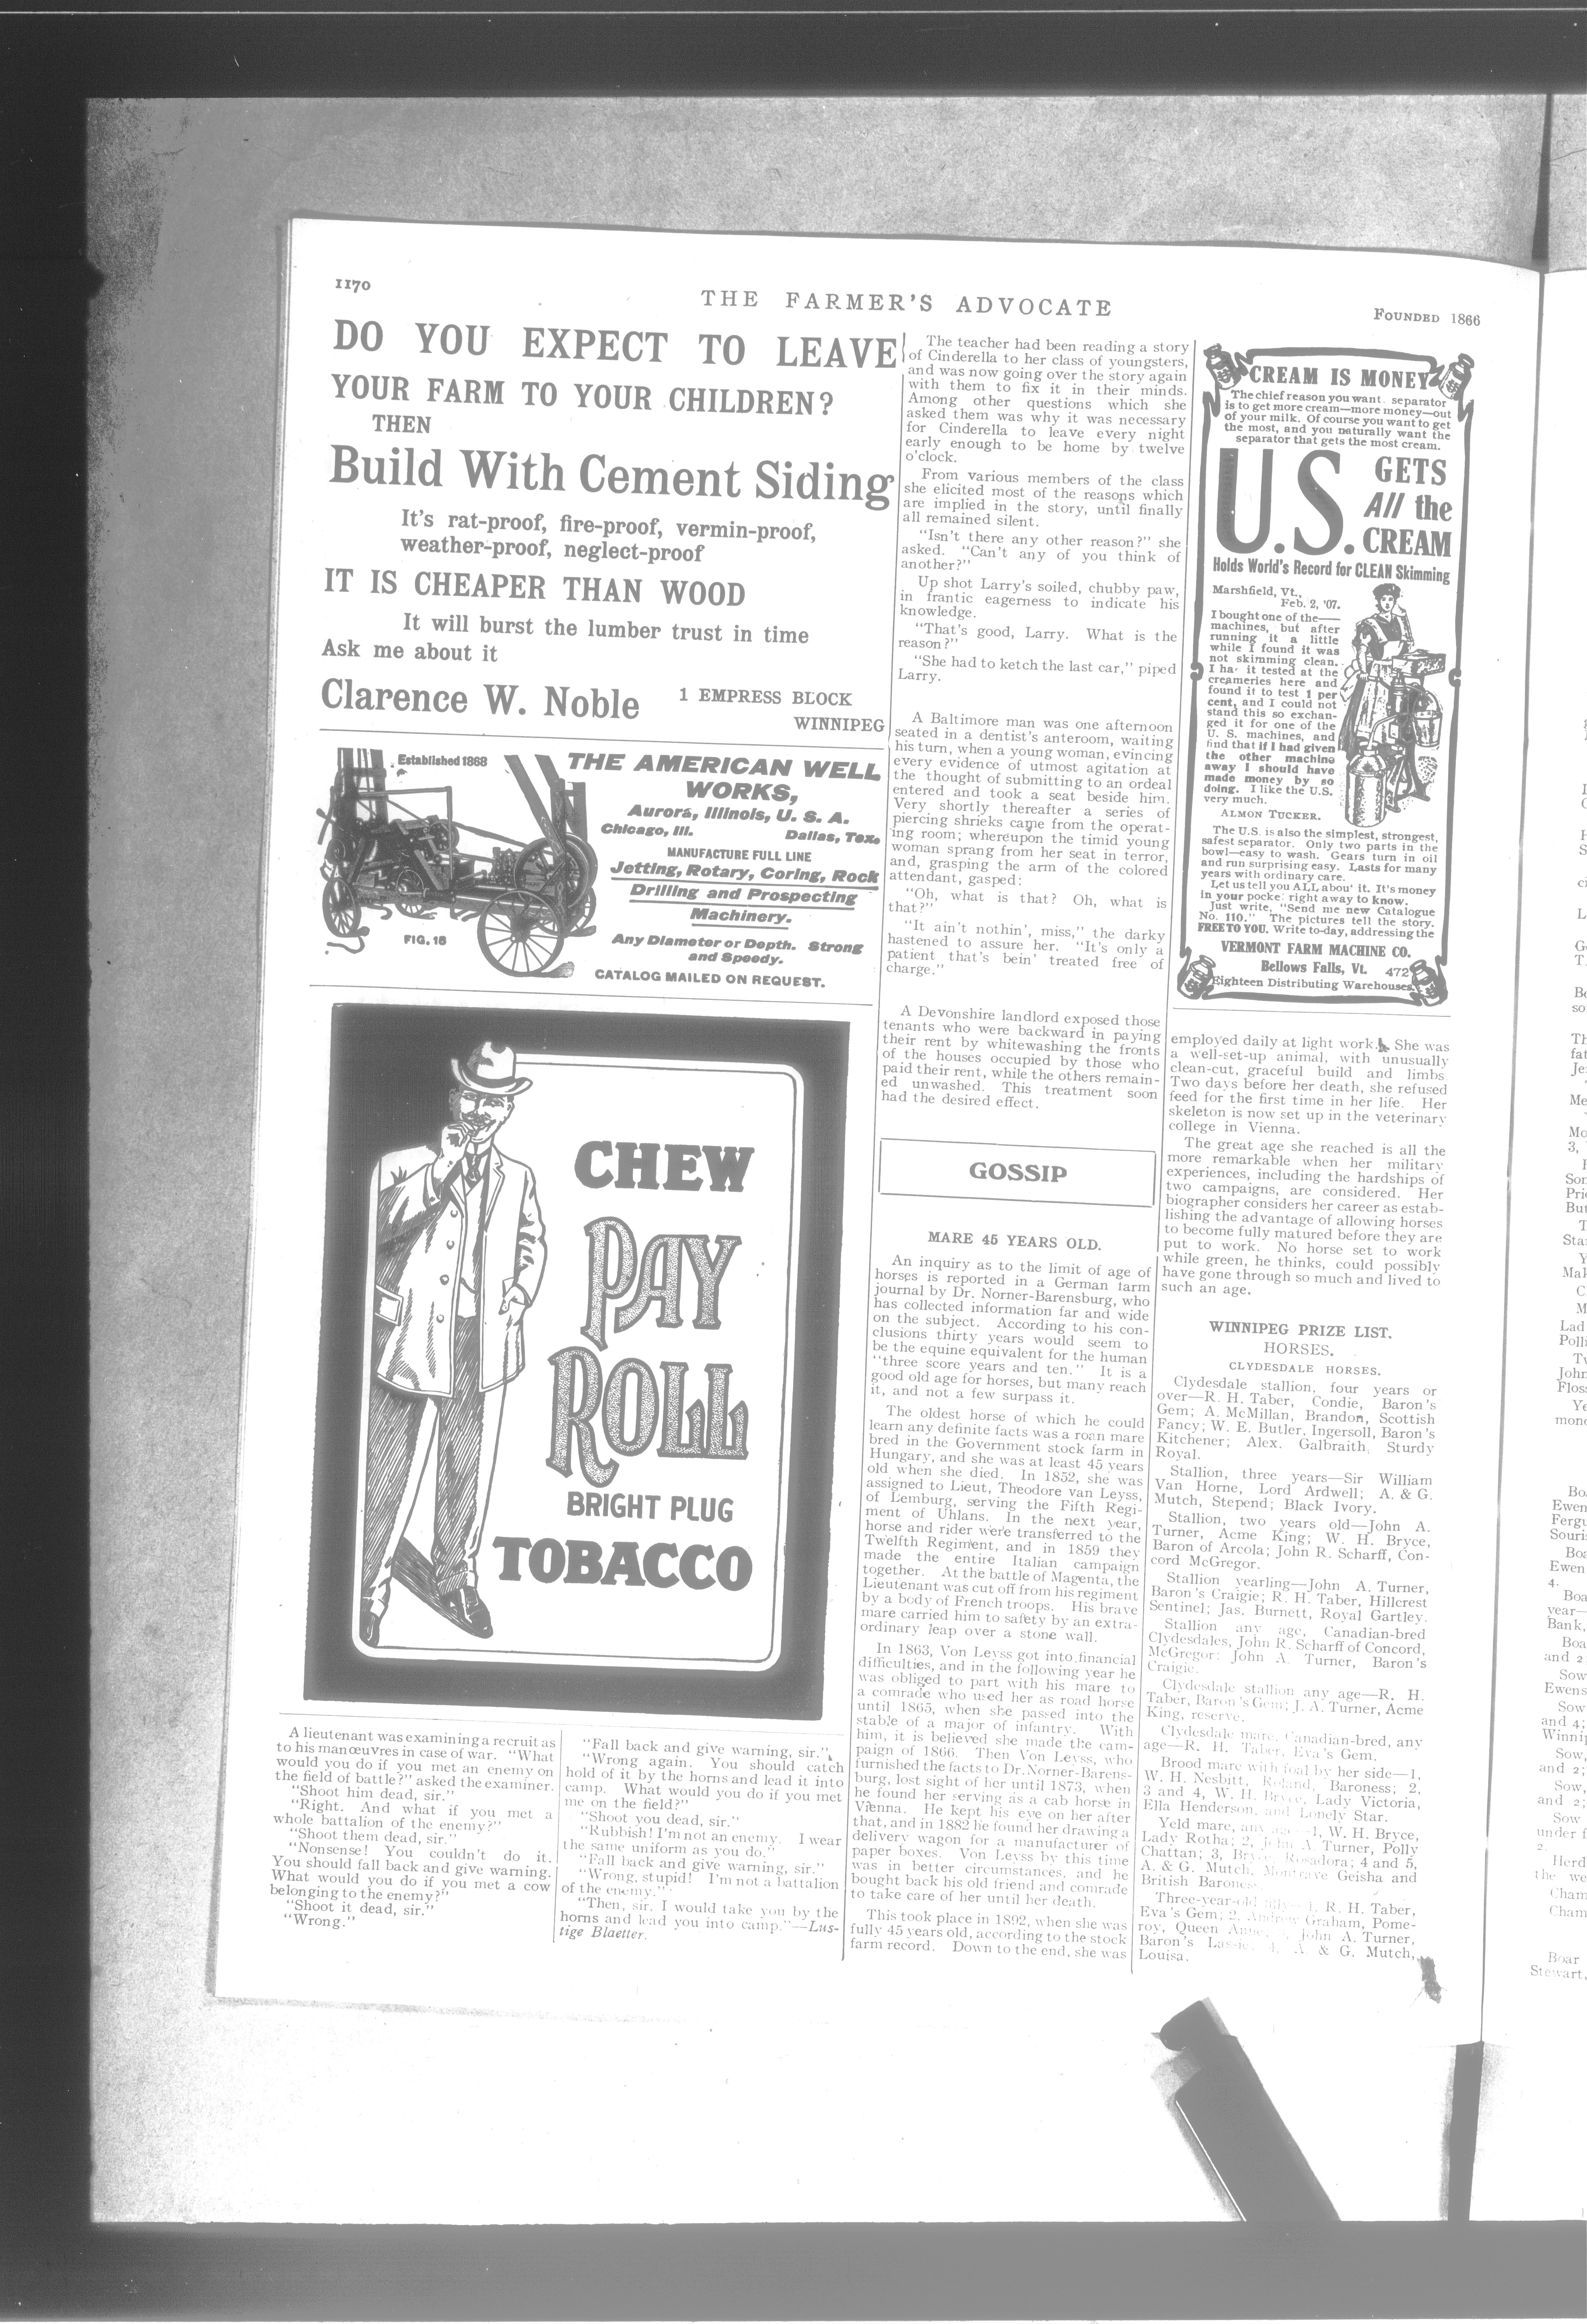 1170
THE FARMER'S ADVOCATE
FOUNDED 1866
DO YOU EXPECT TO LEAVE
YOUR FARM TO YOUR CHILDREN?
THEN
Build With Cement Siding
It's rat-proof, fire-proof, vermin-proof,
weather-proof, neglect-proof
IT IS CHEAPER THAN WOOD
It will burst the lumber trust in time
Ask me about it
Clarence W. Noble
1 EMPRESS BLOCK
WINNIPEG
Established 1868
FIG. 18
THE AMERICAN WELL
WORKS,
Aurora, Illinois, U. S. A.
Chicago, Ill. Dallas, Tex.
MANUFACTURE FULL LINE
Jetting, Rotary, Coring, Rock
Drilling and Prospecting
Machinery.
Any Diameter or Depth. Strong
and Speedy.
CATALOG MAILED ON REQUEST.
CHEW
PAY
ROLL
BRIGHT PLUG
TOBACCO
A lieutenant was examining a recruit as
to his manœuvres in case of war. "What
would you do if you met an enemy on
the field of battle?" asked the examiner.
"Shoot him dead, sir."
"Right. And what if you met a
whole battalion of the enemy?"
"Shoot them dead, sir."
"Nonsense! You couldn't do it.
You should fall back and give warning.
What would you do if you met a cow
belonging to the enemy?"
"Shoot it dead, sir."
"Wrong."
"Fall back and give warning, sir."
"Wrong again. You should catch
hold of it by the horns and lead it into
camp. What would you do if you met
me on the field?"
"Shoot you dead, sir."
"Rubbish! I'm not an enemy. I wear
the same uniform as you do."
"Fall back and give warning, sir."
"Wrong, stupid! I'm not a battalion
of the enemy."
"Then, sir, I would take you by the
horns and lead you into camp."—Lus-
tige Blaetter.
The teacher had been reading a story
of Cinderella to her class of youngsters,
and was now going over the story again
with them to fix it in their minds.
Among other questions which she
asked them was why it was necessary
for Cinderella to leave every night
early enough to be home by twelve
o'clock.
From various members of the class
she elicited most of the reasons which
are implied in the story, until finally
all remained silent.
"Isn't there any other reason?" she
asked. "Can't any of you think of
another?"
Up shot Larry's soiled, chubby paw,
in frantic eagerness to indicate his
knowledge.
"That's good, Larry. What is the
reason?"
"She had to ketch the last car," piped
Larry.
A Baltimore man was one afternoon
seated in a dentist's anteroom, waiting
his turn, when a young woman, evincing
every evidence of utmost agitation at
the thought of submitting to an ordeal
entered and took a seat beside him.
Very shortly thereafter a series of
piercing shrieks came from the operat-
ing room; whereupon the timid young
woman sprang from her seat in terror,
and, grasping the arm of the colored
attendant, gasped:
"Oh, what is that? Oh, what is
that?"
"It ain't nothin', miss," the darky
hastened to assure her. "It's only a
patient that's bein' treated free of
charge."
A Devonshire landlord exposed those
tenants who were backward in paying
their rent by whitewashing the fronts
of the houses occupied by those who
paid their rent, while the others remain-
ed unwashed. This treatment soon
had the desired effect.
GOSSIP
MARE 45 YEARS OLD.
An inquiry as to the limit of age of
horses is reported in a German farm
journal by Dr. Norner-Barensburg, who
has collected information far and wide
on the subject. According to his con-
clusions thirty years would seem to
be the equine equivalent for the human
"three score years and ten." It is a
good old age for horses, but many reach
it, and not a few surpass it.
The oldest horse of which he could
learn any definite facts was a roan mare
bred in the Government stock farm in
Hungary, and she was at least 45 years
old when she died. In 1852, she was
assigned to Lieut, Theodore van Leyss,
of Lemburg, serving the Fifth Regi-
ment of Uhlans. In the next year,
horse and rider were transferred to the
Twelfth Regiment, and in 1859 they
made the entire Italian campaign
together. At the battle of Magenta, the
Lieutenant was cut off from his regiment
by a body of French troops. His brave
mare carried him to safety by an extra-
ordinary leap over a stone wall.
In 1863, Von Leyss got into financial
difficulties, and in the following year he
was obliged to part with his mare to
a comrade who used her as road horse
until 1865, when she passed into the
stable of a major of infantry. With
him, it is believed she made the cam-
paign of 1866. Then Von Leyss, who
furnished the facts to Dr. Norner-Barens-
burg, lost sight of her until 1873, when
he found her serving as a cab horse in
Vienna. He kept his eye on her after
that, and in 1882 he found her drawing a
delivery wagon for a manufacturer of
paper boxes. Von Leyss by this time
was in better circumstances, and he
bought back his old friend and comrade
to take care of her until her death.
This took place in 1892, when she was
fully 45 years old, according to the stock
farm record. Down to the end, she was
CREAM IS MONEY
The chief reason you want separator
is to get more cream—more money—out
of your milk. Of course you want to get
the most, and you naturally want the
separator that gets the most cream.
U.S. GETS
All the
CREAM
Holds World's Record for CLEAN Skimming
Marshfield, Vt.,
Feb. 2, '07.
I bought one of the——
machines, but after
running it a little
while I found it was
not skimming clean.
I ha it tested at the
creameries here and
found it to test 1 per
cent, and I could not
stand this so exchan-
ged it for one of the
U. S. machines, and
find that if I had given
the other machine
away I should have
made money by so
doing. I like the U.S.
very much.
ALMON TUCKER.
The U.S. is also the simplest, strongest,
safest separator. Only two parts in the
bowl—easy to wash. Gears turn in oil
and run surprising easy. Lasts for many
years with ordinary care.
Let us tell you ALL about it. It's money
in your pocket right away to know.
Just write, "Send me new Catalogue
No. 110." The pictures tell the story.
FREE TO YOU. Write to-day, addressing the
VERMONT FARM MACHINE CO.
Bellows Falls, Vt. 472
Eighteen Distributing Warehouses
employed daily at light work. She was
a well-set-up animal, with unusually
clean-cut, graceful build and limbs.
Two days before her death, she refused
feed for the first time in her life. Her
skeleton is now set up in the veterinary
college in Vienna.
The great age she reached is all the
more remarkable when her military
experiences, including the hardships of
two campaigns, are considered. Her
biographer considers her career as estab-
lishing the advantage of allowing horses
to become fully matured before they are
put to work. No horse set to work
while green, he thinks, could possibly
have gone through so much and lived to
such an age.
WINNIPEG PRIZE LIST.
HORSES.
CLYDESDALE HORSES.
Clydesdale stallion, four years or
over—R. H. Taber, Condie, Baron's
Gem; A. McMillan, Brandon, Scottish
Fancy; W. E. Butler, Ingersoll, Baron's
Kitchener; Alex. Galbraith, Sturdy
Royal.
Stallion, three years—Sir William
Van Horne, Lord Ardwell; A. & G.
Mutch, Stepend; Black Ivory.
Stallion, two years old—John A.
Turner, Acme King; W. H. Bryce,
Baron of Arcola; John R. Scharff, Con-
cord McGregor.
Stallion yearling—John A. Turner,
Baron's Craigie; R. H. Taber, Hillcrest
Sentinel; Jas. Burnett, Royal Gartley.
Stallion any age, Canadian-bred
Clydesdales, John R. Scharff of Concord,
McGregor; John A. Turner, Baron's
Craigie.
Clydesdale stallion any age—R. H.
Taber, Baron's Gem; J. A. Turner, Acme
King, reserve.
Clydesdale mare, Canadian-bred, any
age—R. H. Taber, Eva's Gem.
Brood mare with foal by her side—1,
W. H. Nesbitt, Roland, Baroness; 2,
3 and 4, W. H. Bryce, Lady Victoria,
Ella Henderson, and Lonely Star.
Yeld mare, any age—1, W. H. Bryce,
Lady Rotha; 2, John A. Turner, Polly
Chattan; 3, Bryce, Rosadora; 4 and 5,
A. & G. Mutch, Montrave Geisha and
British Baroness.
Three-year-old filly—1, R. H. Taber,
Eva's Gem; 2, Andrew Graham, Pome-
roy, Queen Anne; John A. Turner,
Baron's Lassie; 4, A. & G. Mutch,
Louisa.